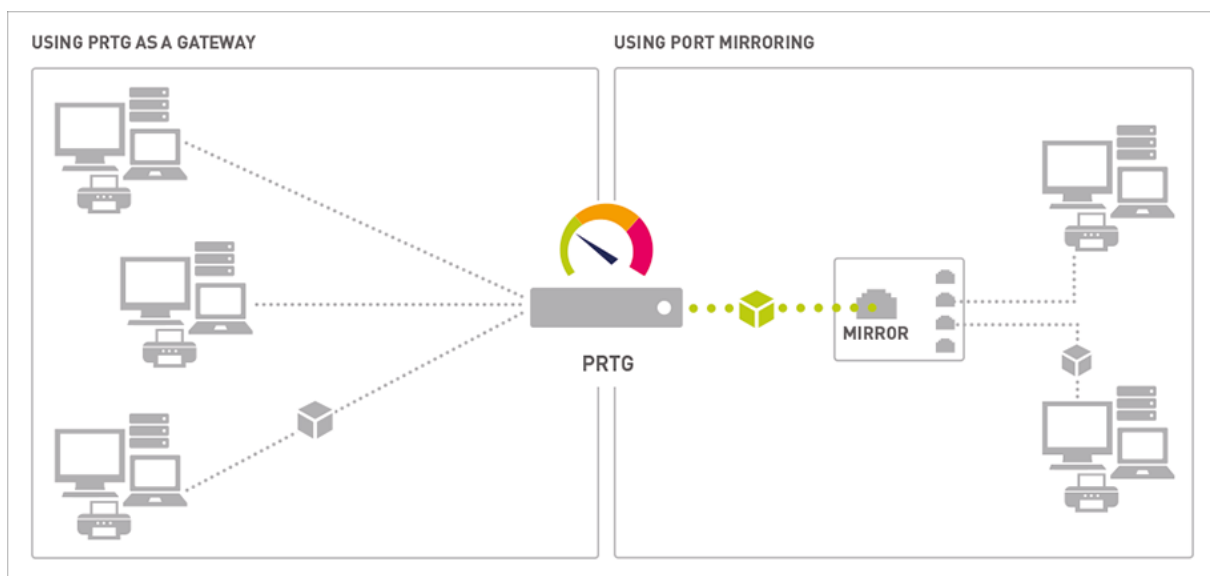 USING PRTG AS A GATEWAY
USING PORT MIRRORING
MIRROR
PRTG